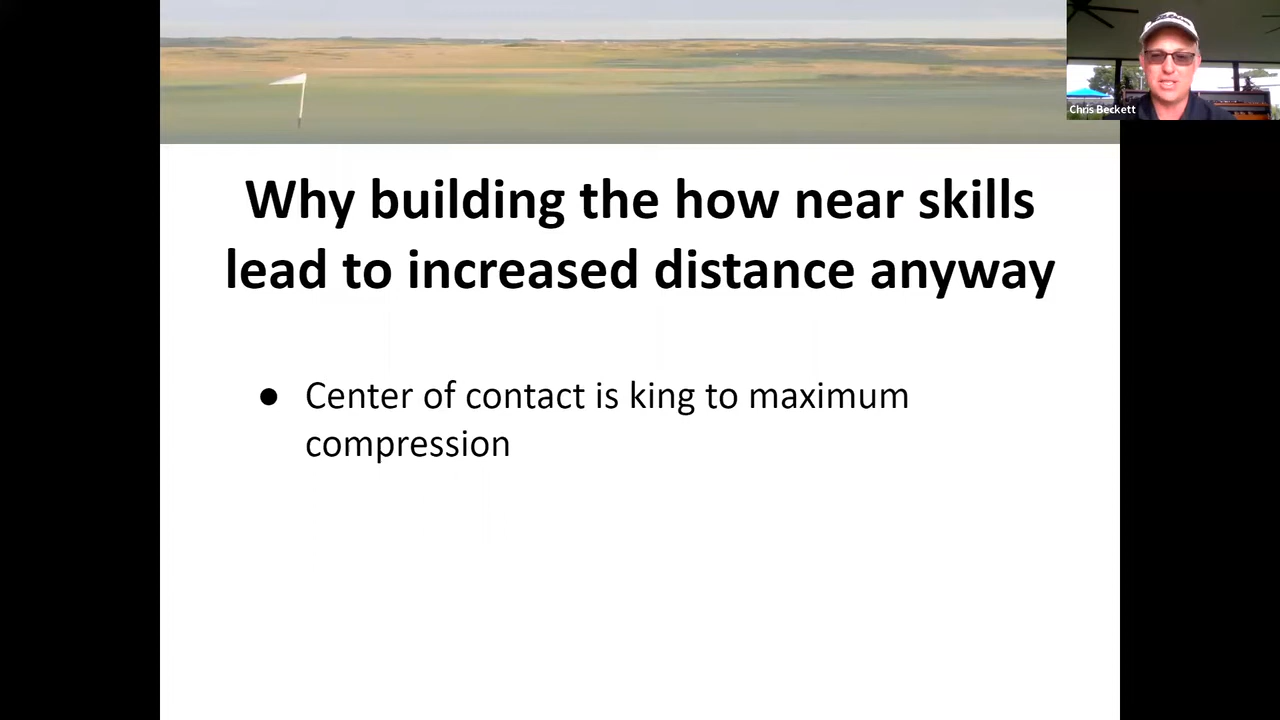 Why building the how near skills
lead to increased distance anyway
● Center of contact is king to maximum
compression
Chris Beckett